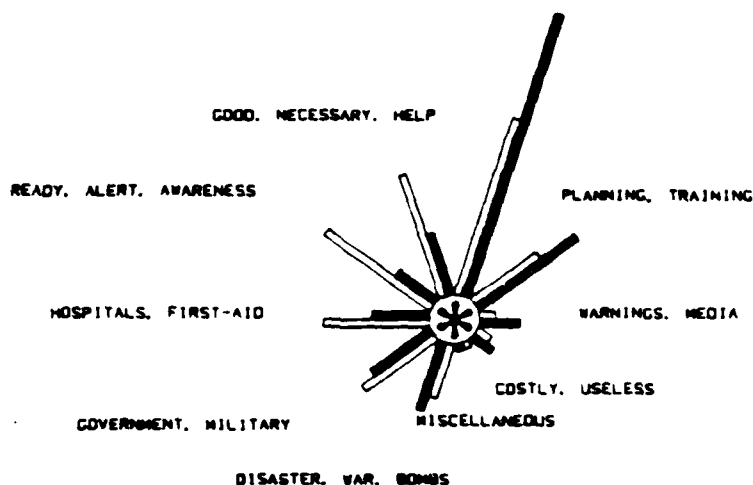 GOOD, NECESSARY, HELP
READY, ALERT, AWARENESS
PLANNING, TRAINING
HOSPITALS, FIRST-AID
WARNINGS, MEDIA
COSTLY, USELESS
GOVERNMENT, MILITARY
MISCELLANEOUS
DISASTER, WAR, BOMBS